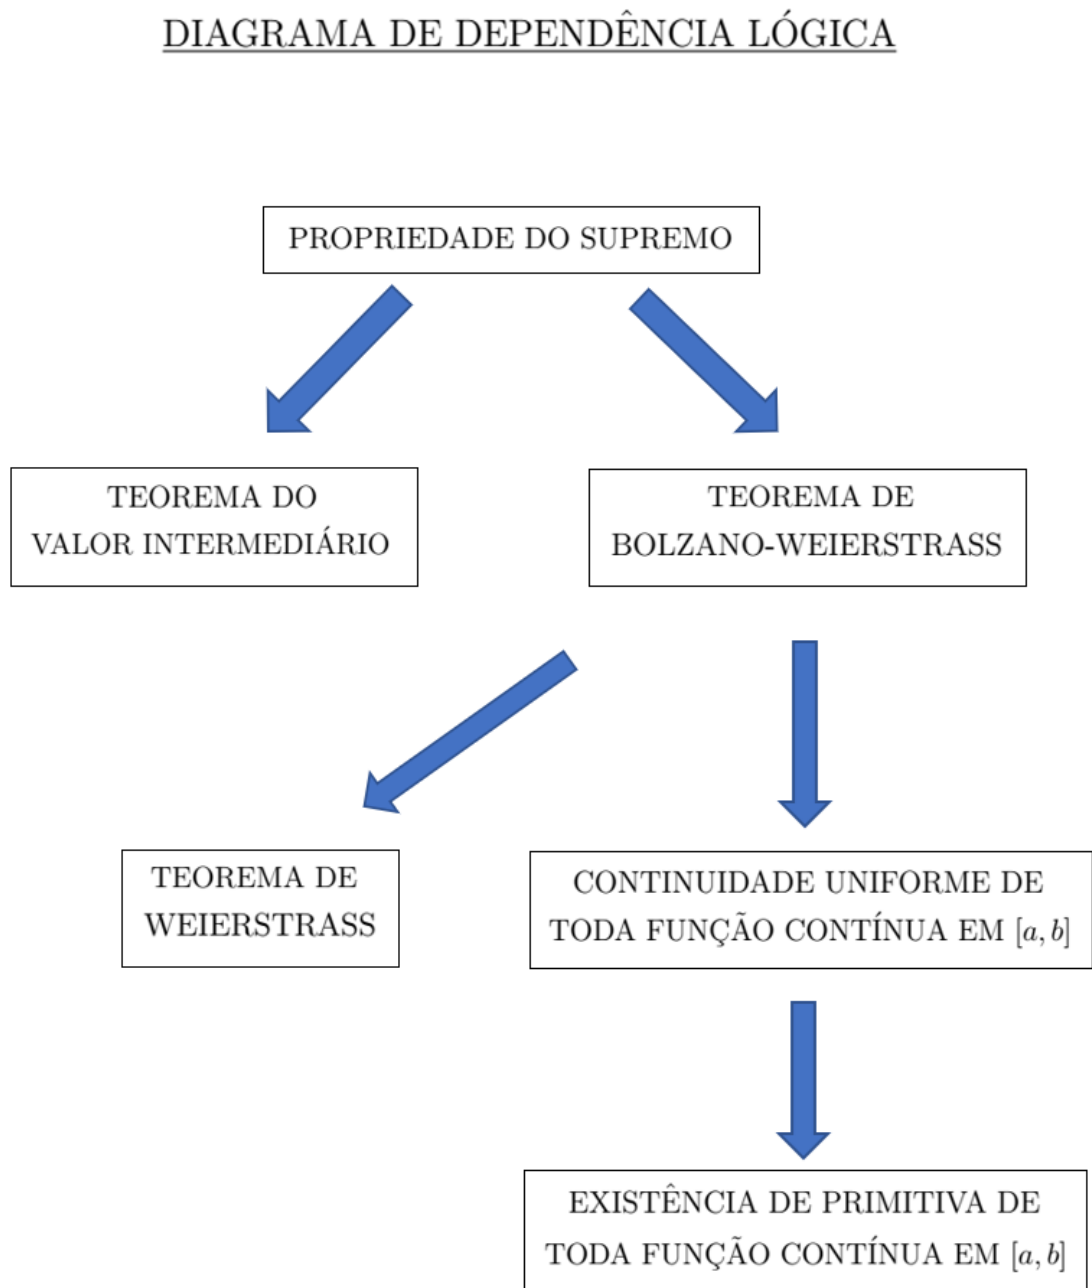 DIAGRAMA DE DEPENDÊNCIA LÓGICA
PROPRIEDADE DO SUPREMO
TEOREMA DO
VALOR INTERMEDIÁRIO
TEOREMA DE
BOLZANO-WEIERSTRASS
TEOREMA DE
WEIERSTRASS
CONTINUIDADE UNIFORME DE
TODA FUNÇÃO CONTÍNUA EM [a, b]
EXISTÊNCIA DE PRIMITIVA DE
TODA FUNÇÃO CONTÍNUA EM [a, b]